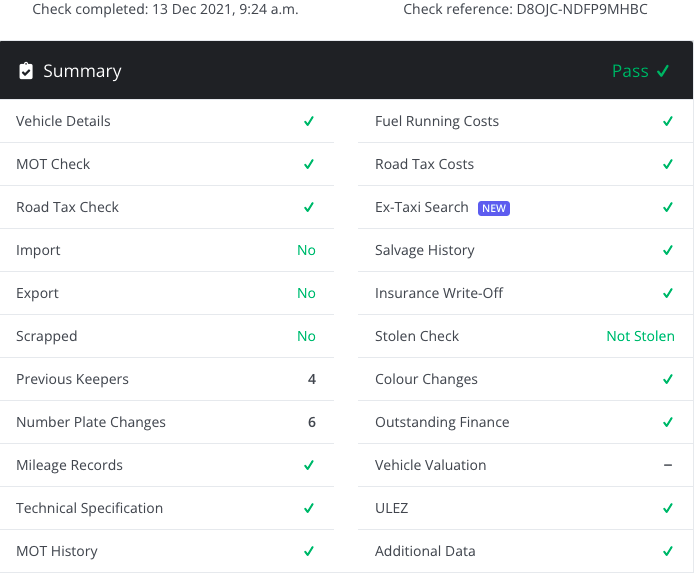 Check completed: 13 Dec 2021, 9:24 a.m.
Check reference: D8OJC-NDFP9MHBC
Summary
Pass ✓
Vehicle Details ✓
MOT Check ✓
Road Tax Check ✓
Import No
Export No
Scrapped No
Previous Keepers 4
Number Plate Changes 6
Mileage Records ✓
Technical Specification ✓
MOT History ✓
Fuel Running Costs ✓
Road Tax Costs ✓
Ex-Taxi Search NEW ✓
Salvage History ✓
Insurance Write-Off ✓
Stolen Check Not Stolen
Colour Changes ✓
Outstanding Finance ✓
Vehicle Valuation –
ULEZ ✓
Additional Data ✓